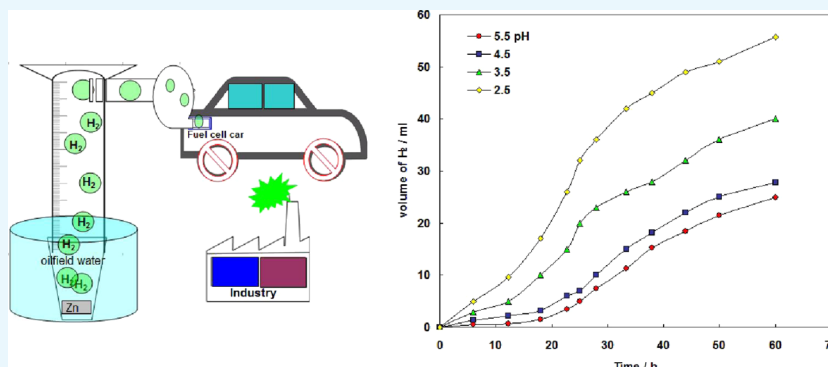 H₂
H₂
H₂
H₂
H₂
oilfield water
H₂
H₂
Zn
Fuel cell car
Industry
60
50
40
30
20
10
0
volume of H₂ / ml
5.5 pH
4.5
3.5
2.5
0 10 20 30 40 50 60
Time / h